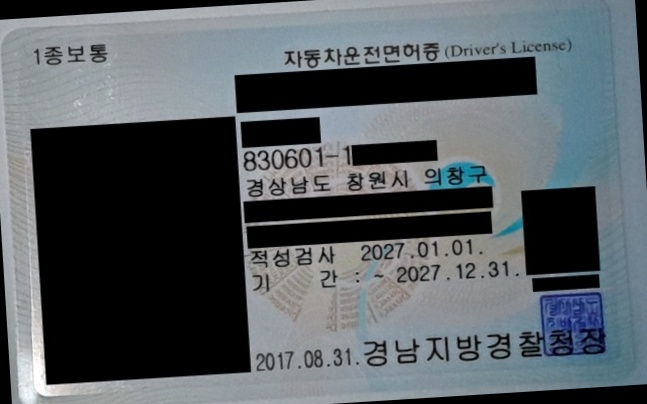 1종보통
자동차운전면허증 (Driver's License)
830601-1
경상남도 창원시 의창구
적성검사 2027.01.01.
기 간 : ~ 2027.12.31.
2017.08.31. 경남지방경찰청장